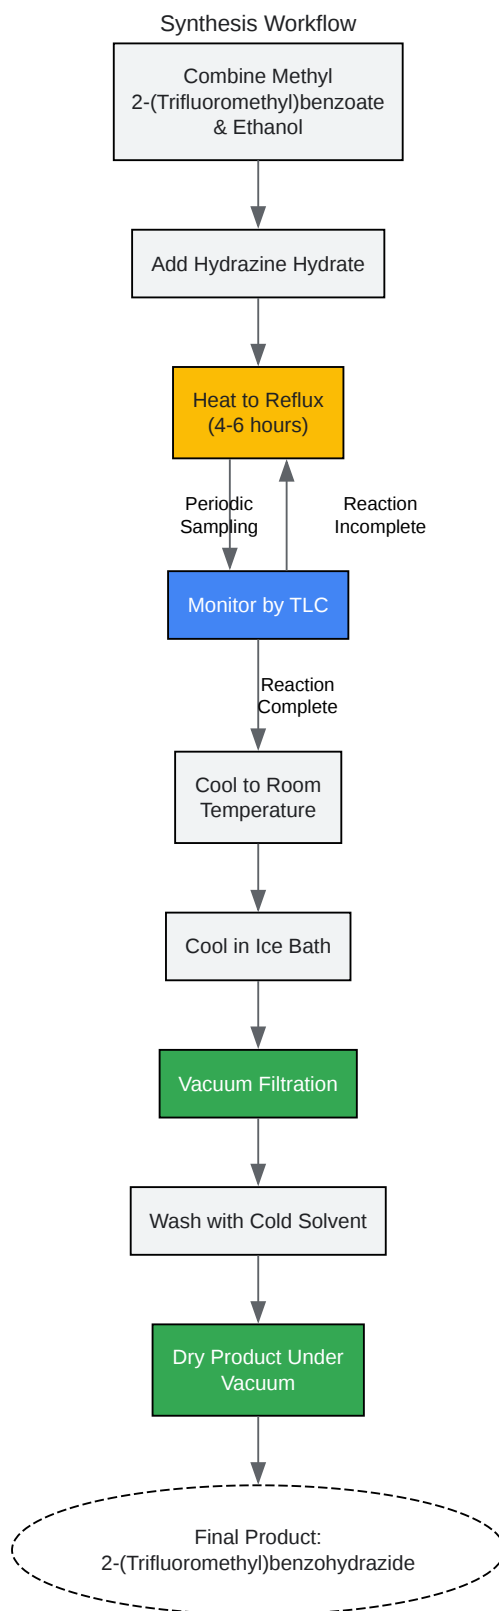 Synthesis Workflow
Combine Methyl
2-(Trifluoromethyl)benzoate
& Ethanol
Add Hydrazine Hydrate
Heat to Reflux
(4-6 hours)
Periodic
Sampling
Reaction
Incomplete
Monitor by TLC
Reaction
Complete
Cool to Room
Temperature
Cool in Ice Bath
Vacuum Filtration
Wash with Cold Solvent
Dry Product Under
Vacuum
Final Product:
2-(Trifluoromethyl)benzohydrazide